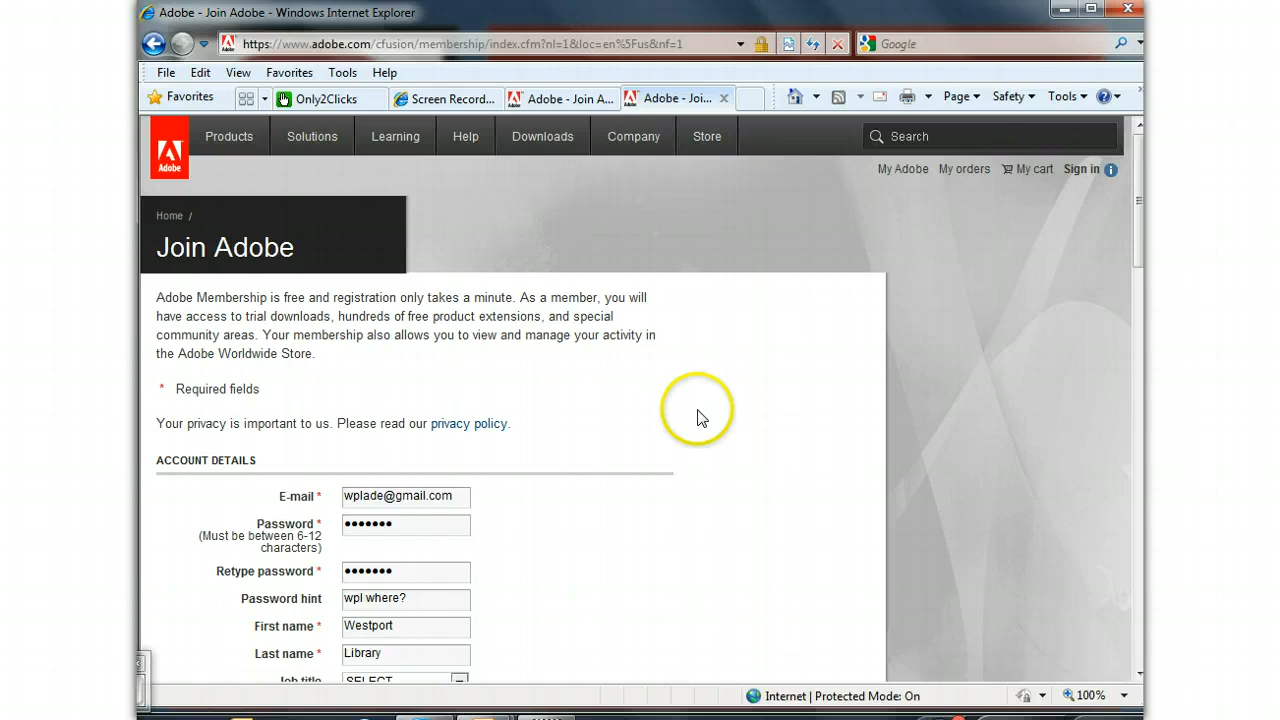 Adobe - Join Adobe - Windows Internet Explorer
https://www.adobe.com/cfusion/membership/index.cfm?nl=1&loc=en%5Fus&nf=1
Google
File Edit View Favorites Tools Help
Favorites Only2Clicks Screen Record... Adobe - Join A... Adobe - Joi... Page Safety Tools
Adobe Products Solutions Learning Help Downloads Company Store Search
My Adobe My orders My cart Sign in
Home /
Join Adobe
Adobe Membership is free and registration only takes a minute. As a member, you will
have access to trial downloads, hundreds of free product extensions, and special
community areas. Your membership also allows you to view and manage your activity in
the Adobe Worldwide Store.
* Required fields
Your privacy is important to us. Please read our privacy policy.
ACCOUNT DETAILS
E-mail * wplade@gmail.com
Password * •••••••
(Must be between 6-12
characters)
Retype password * •••••••
Password hint wpl where?
First name * Westport
Last name * Library
Job title SELECT
Internet | Protected Mode: On 100%